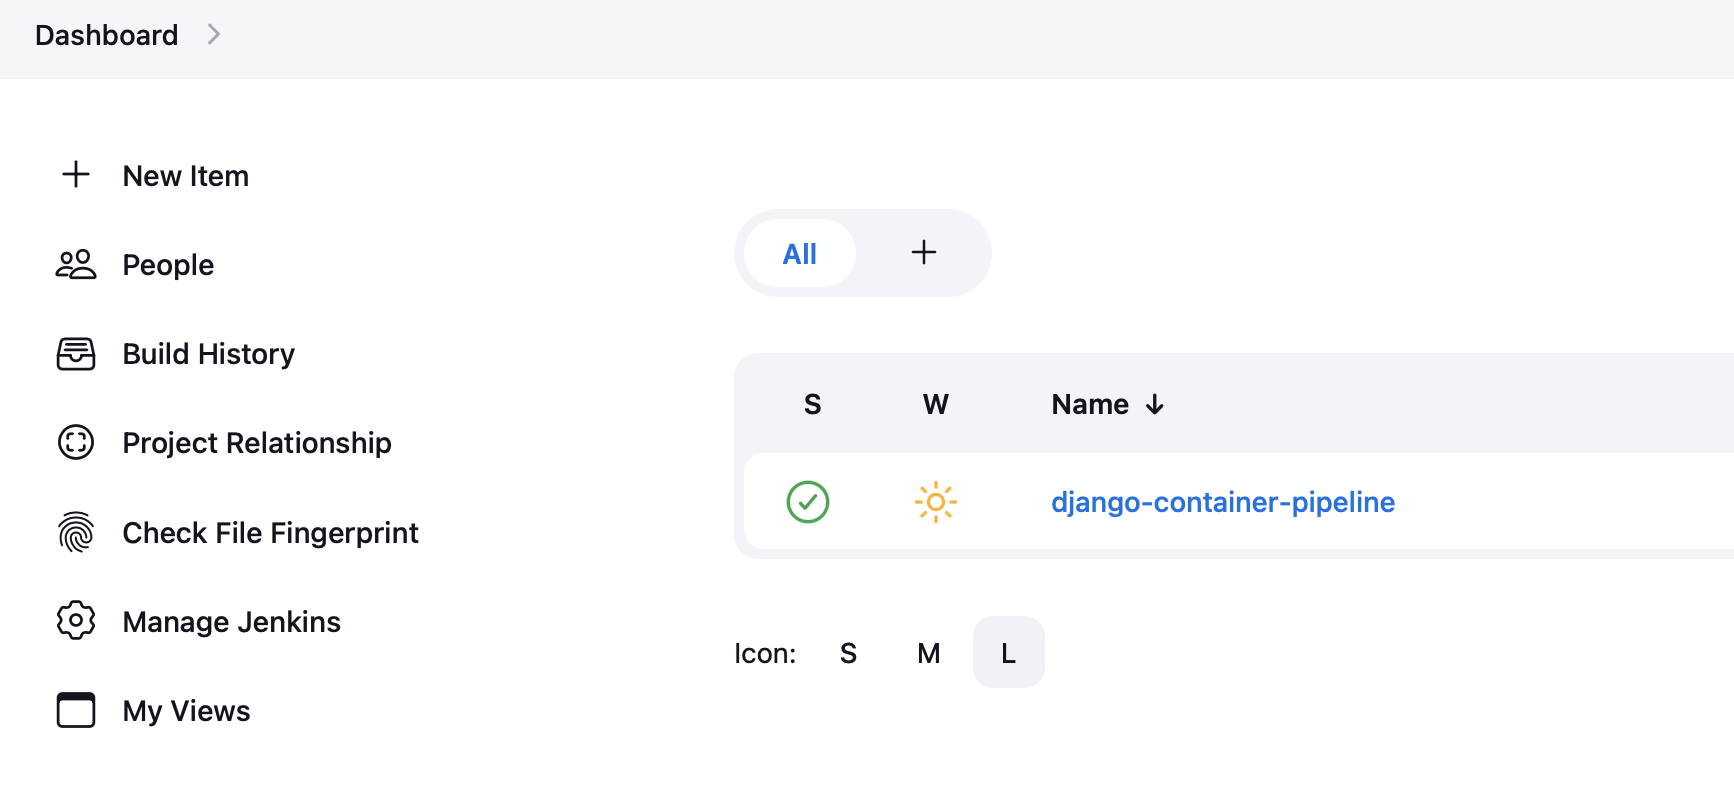 Dashboard
New Item
People
Build History
Project Relationship
Check File Fingerprint
Manage Jenkins
My Views
All
S W Name ↓
django-container-pipeline
Icon: S M L